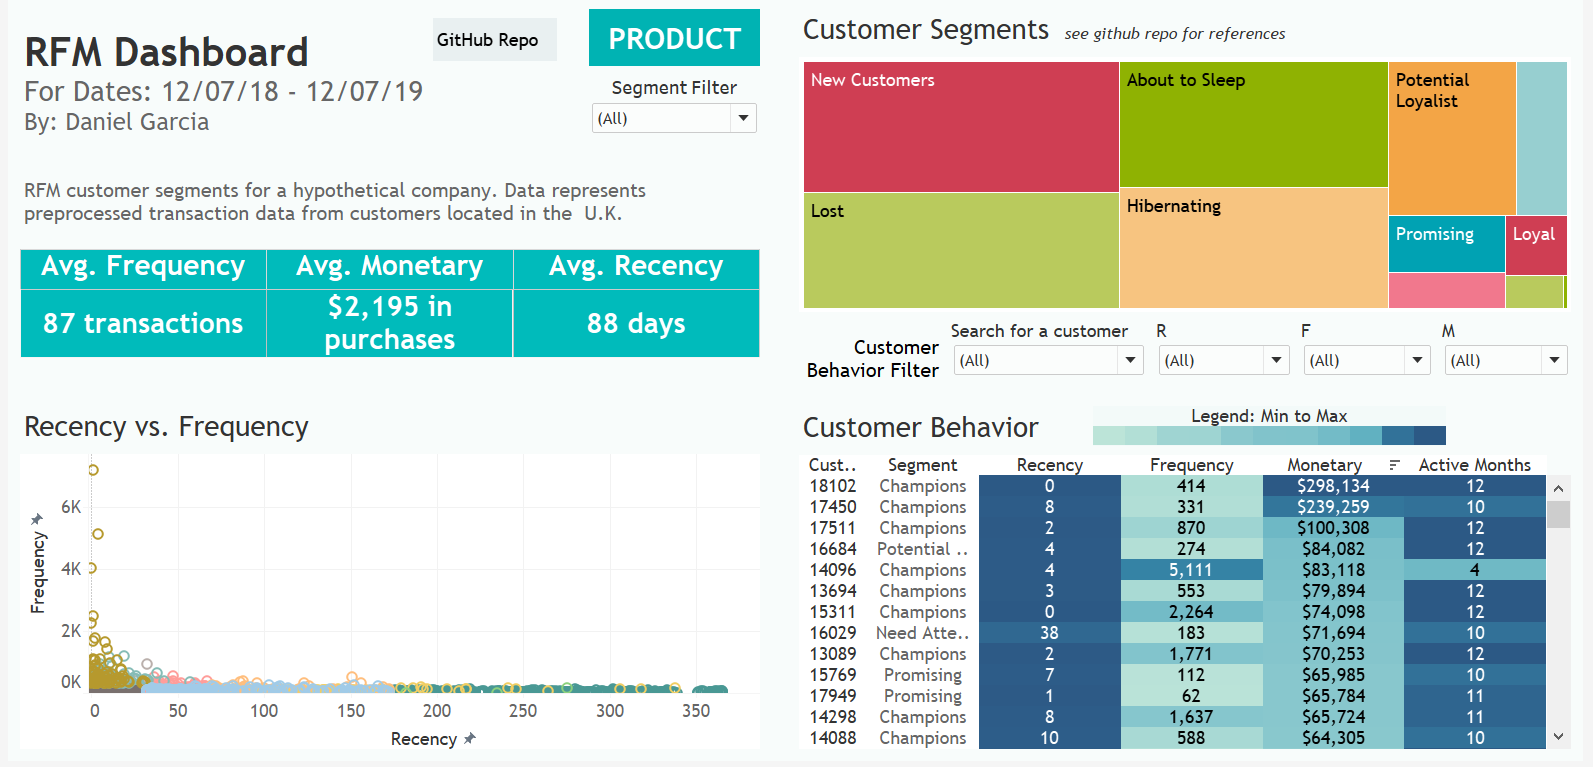 RFM Dashboard
For Dates: 12/07/18 - 12/07/19
By: Daniel Garcia
GitHub Repo
PRODUCT
Segment Filter
(All)
RFM customer segments for a hypothetical company. Data represents
preprocessed transaction data from customers located in the U.K.
Avg. Frequency Avg. Monetary Avg. Recency
87 transactions $2,195 in purchases 88 days
Recency vs. Frequency
Frequency
6K
4K
2K
0K
0 50 100 150 200 250 300 350
Recency
Customer Segments see github repo for references
New Customers
Lost
About to Sleep
Hibernating
Potential
Loyalist
Promising
Loyal
Customer
Behavior Filter
Search for a customer R F M
(All) (All) (All) (All)
Customer Behavior
Legend: Min to Max
Cust.. Segment Recency Frequency Monetary Active Months
18102 Champions 0 414 $298,134 12
17450 Champions 8 331 $239,259 10
17511 Champions 2 870 $100,308 12
16684 Potential .. 4 274 $84,082 12
14096 Champions 4 5,111 $83,118 4
13694 Champions 3 553 $79,894 12
15311 Champions 0 2,264 $74,098 12
16029 Need Atte.. 38 183 $71,694 10
13089 Champions 2 1,771 $70,253 12
15769 Promising 7 112 $65,985 10
17949 Promising 1 62 $65,784 11
14298 Champions 8 1,637 $65,724 11
14088 Champions 10 588 $64,305 10